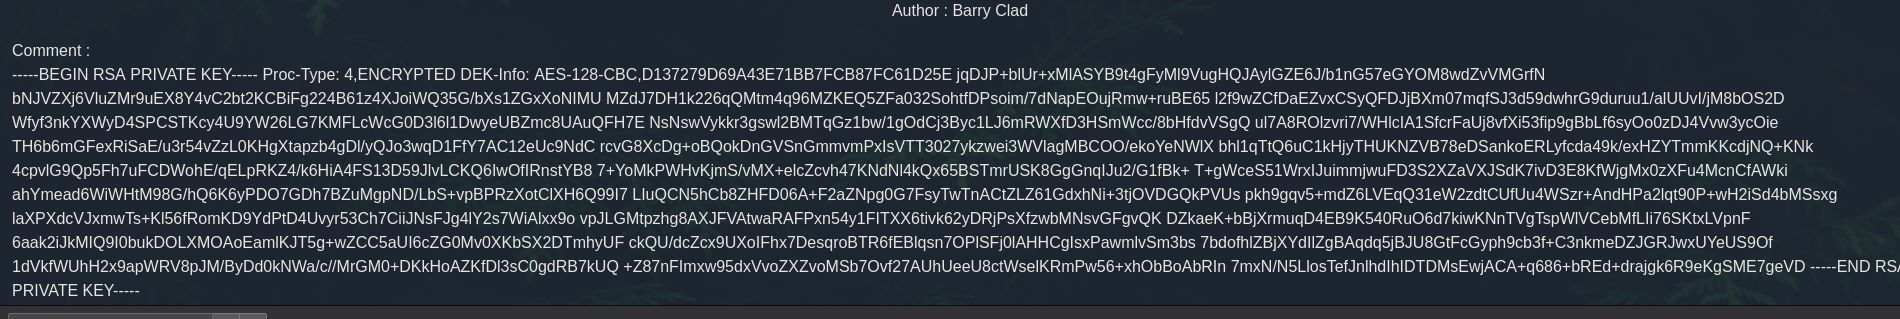 Author : Barry Clad
Comment :
-----BEGIN RSA PRIVATE KEY----- Proc-Type: 4,ENCRYPTED DEK-Info: AES-128-CBC,D137279D69A43E71BB7FCB87FC61D25E jqDJP+blUr+xMlASYB9t4gFyMl9VugHQJAylGZE6J/b1nG57eGYOM8wdZvVMGrfN
bNJVZXj6VluZMr9uEX8Y4vC2bt2KCBiFg224B61z4XJoiWQ35G/bXs1ZGxXoNIMU MZdJ7DH1k226qQMtm4q96MZKEQ5ZFa032SohtfDPsoim/7dNapEOujRmw+ruBE65 l2f9wZCfDaEZvxCSyQFDJjBXm07mqfSJ3d59dwhrG9duruu1/alUUvI/jM8bOS2D
Wfyf3nkYXWyD4SPCSTKcy4U9YW26LG7KMFLcWcG0D3l6l1DwyeUBZmc8UAuQFH7E NsNswVykkr3gswl2BMTqGz1bw/1gOdCj3Byc1LJ6mRWXfD3HSmWcc/8bHfdvVSgQ ul7A8ROlzvri7/WHlcIA1SfcrFaUj8vfXi53fip9gBbLf6syOo0zDJ4Vvw3ycOie
TH6b6mGFexRiSaE/u3r54vZzL0KHgXtapzb4gDl/yQJo3wqD1FfY7AC12eUc9NdC rcvG8XcDg+oBQokDnGVSnGmmvmPxIsVTT3027ykzwei3WVlagMBCOO/ekoYeNWlX bhl1qTtQ6uC1kHjyTHUKNZVB78eDSankoERLyfcda49k/exHZYTmmKKcdjNQ+KNk
4cpvlG9Qp5Fh7uFCDWohE/qELpRKZ4/k6HiA4FS13D59JlvLCKQ6IwOfIRnstYB8 7+YoMkPWHvKjmS/vMX+elcZcvh47KNdNl4kQx65BSTmrUSK8GgGnqIJu2/G1fBk+ T+gWceS51WrxIJuimmjwuFD3S2XZaVXJSdK7ivD3E8KfWjgMx0zXFu4McnCfAWki
ahYmead6WiWHtM98G/hQ6K6yPDO7GDh7BZuMgpND/LbS+vpBPRzXotClXH6Q99I7 LIuQCN5hCb8ZHFD06A+F2aZNpg0G7FsyTwTnACtZLZ61GdxhNi+3tjOVDGQkPVUs pkh9gqv5+mdZ6LVEqQ31eW2zdtCUfUu4WSzr+AndHPa2lqt90P+wH2iSd4bMSsxg
laXPXdcVJxmwTs+Kl56fRomKD9YdPtD4Uvyr53Ch7CiiJNsFJg4lY2s7WiAlxx9o vpJLGMtpzhg8AXJFVAtwaRAFPxn54y1FITXX6tivk62yDRjPsXfzwbMNsvGFgvQK DZkaeK+bBjXrmuqD4EB9K540RuO6d7kiwKNnTVgTspWlVCebMfLIi76SKtxLVpnF
6aak2iJkMIQ9I0bukDOLXMOAoEamlKJT5g+wZCC5aUI6cZG0Mv0XKbSX2DTmhyUF ckQU/dcZcx9UXoIFhx7DesqroBTR6fEBlqsn7OPlSFj0lAHHCgIsxPawmlvSm3bs 7bdofhlZBjXYdIlZgBAqdq5jBJU8GtFcGyph9cb3f+C3nkmeDZJGRJwxUYeUS9Of
1dVkfWUhH2x9apWRV8pJM/ByDd0kNWa/c//MrGM0+DKkHoAZKfDl3sC0gdRB7kUQ +Z87nFImxw95dxVvoZXZvoMSb7Ovf27AUhUeeU8ctWselKRmPw56+xhObBoAbRIn 7mxN/N5LlosTefJnlhdIhIDTDMsEwjACA+q686+bREd+drajgk6R9eKgSME7geVD -----END RSA
PRIVATE KEY-----